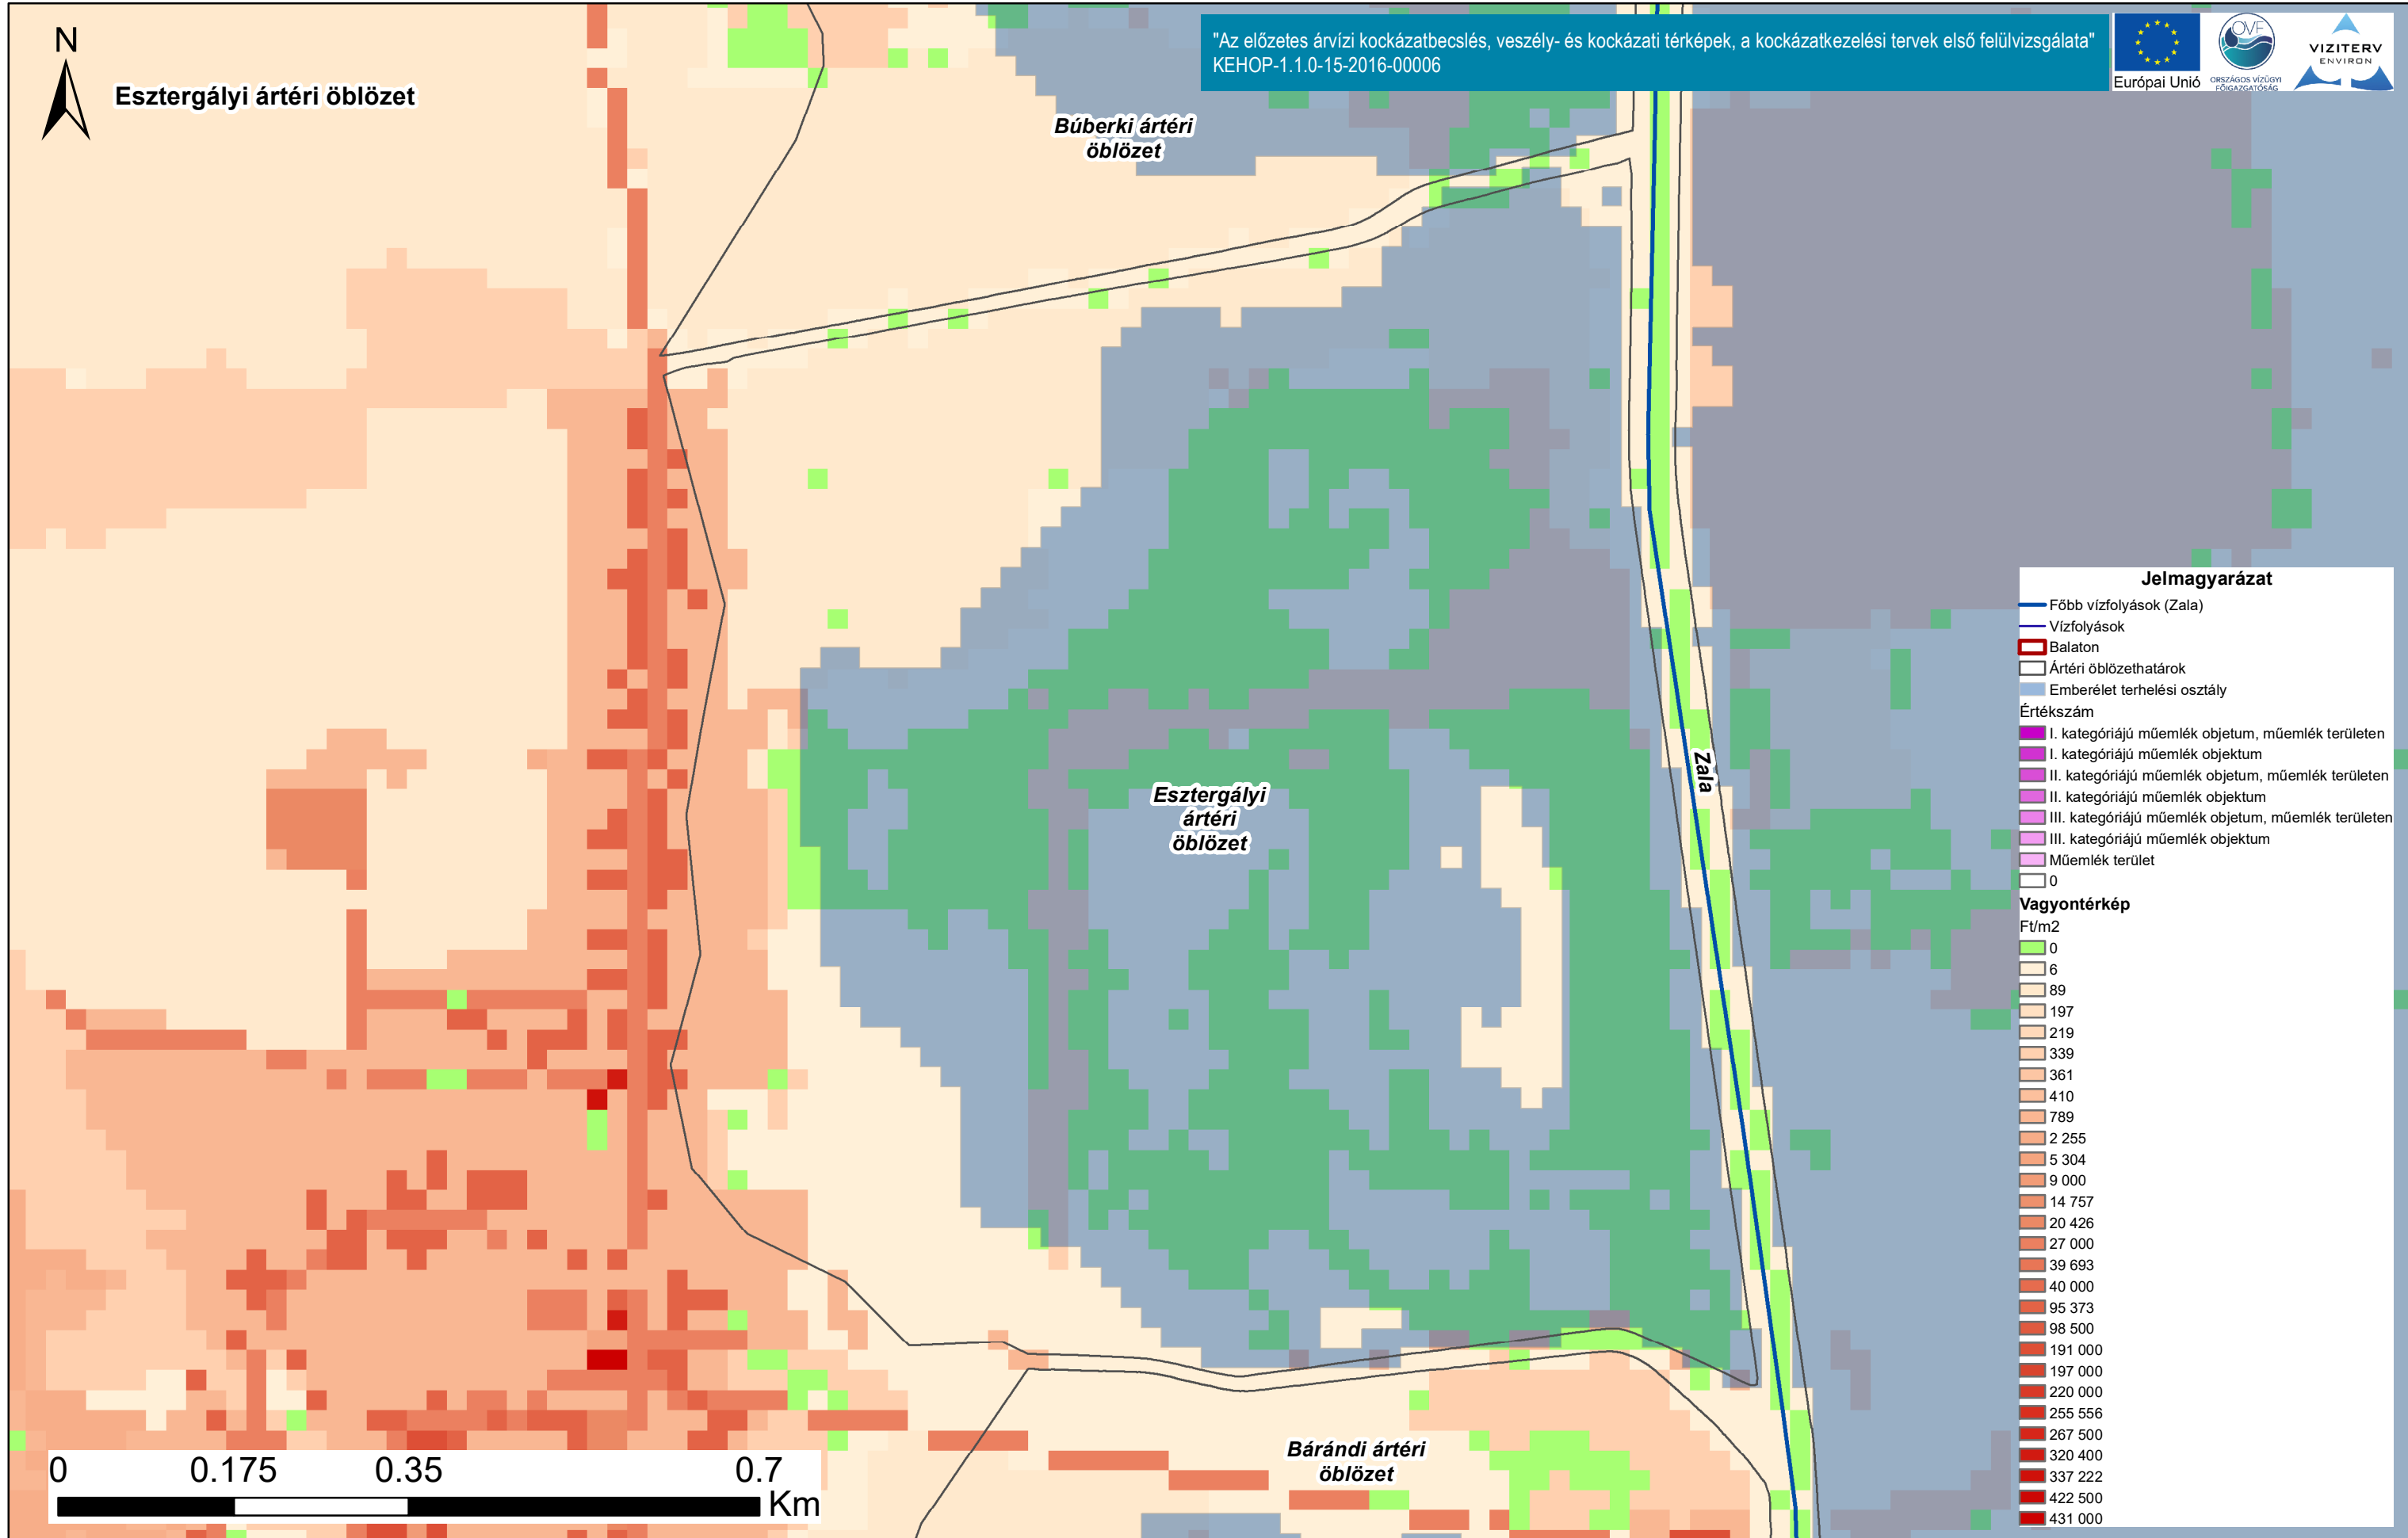 N
Esztergályi ártéri öblözet
"Az előzetes árvízi kockázatbecslés, veszély- és kockázati térképek, a kockázatkezelési tervek első felülvizsgálata"
KEHOP-1.1.0-15-2016-00006
Európai Unió
OVF
ORSZÁGOS VÍZÜGYI
FŐIGAZGATÓSÁG
VIZITERV
ENVIRON
Búberki ártéri
öblözet
Esztergályi
ártéri
öblözet
Zala
Bárándi ártéri
öblözet
Jelmagyarázat
Főbb vízfolyások (Zala)
Vízfolyások
Balaton
Ártéri öblözethatárok
Emberélet terhelési osztály
Értékszám
I. kategóriájú műemlék objetum, műemlék területen
I. kategóriájú műemlék objektum
II. kategóriájú műemlék objetum, műemlék területen
II. kategóriájú műemlék objektum
III. kategóriájú műemlék objetum, műemlék területen
III. kategóriájú műemlék objektum
Műemlék terület
0
Vagyontérkép
Ft/m2
0
6
89
197
219
339
361
410
789
2 255
5 304
9 000
14 757
20 426
27 000
39 693
40 000
95 373
98 500
191 000
197 000
220 000
255 556
267 500
320 400
337 222
422 500
431 000
0 0.175 0.35 0.7
Km